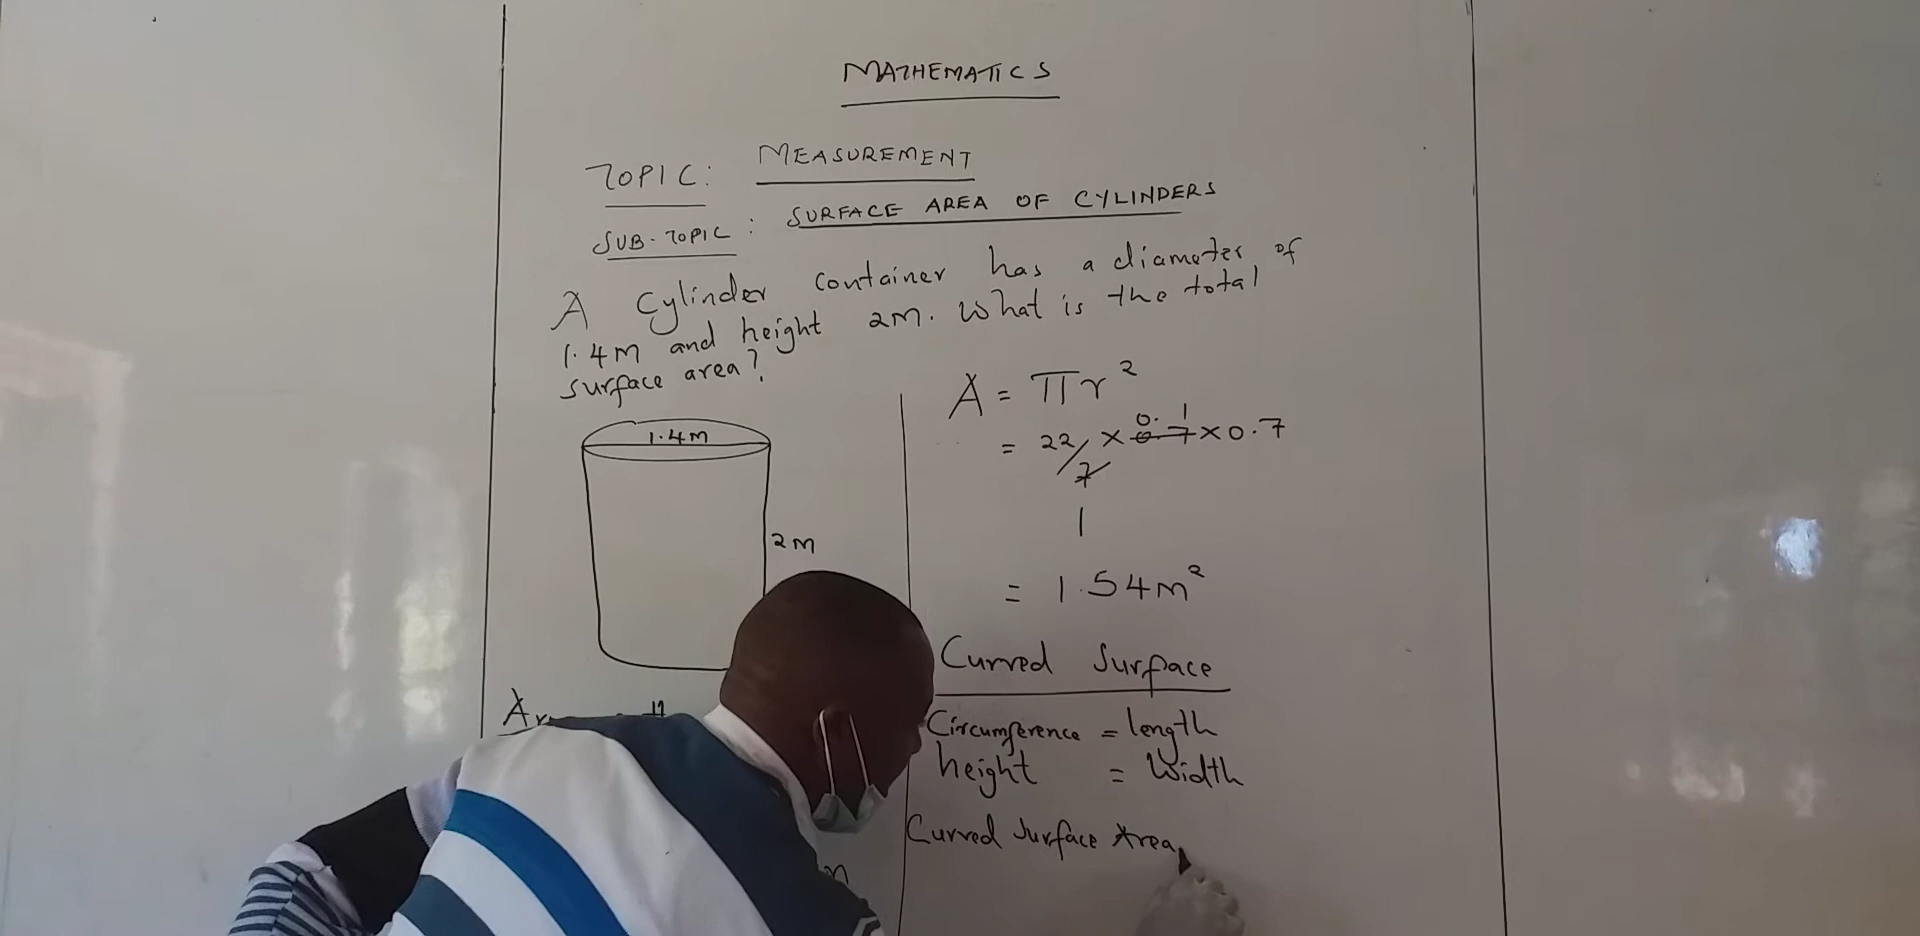 MATHEMATICS
TOPIC: MEASUREMENT
SUB-TOPIC: SURFACE AREA OF CYLINDERS
A Cylinder container has a diameter of
1.4M and height 2M. What is the total
surface area?
1.4M
2M
A = πr²
= 22/7 × 0.7 × 0.7
0.1
1
= 1.54m²
Curved Surface
Circumference = length
height = Width
Curved Surface Area